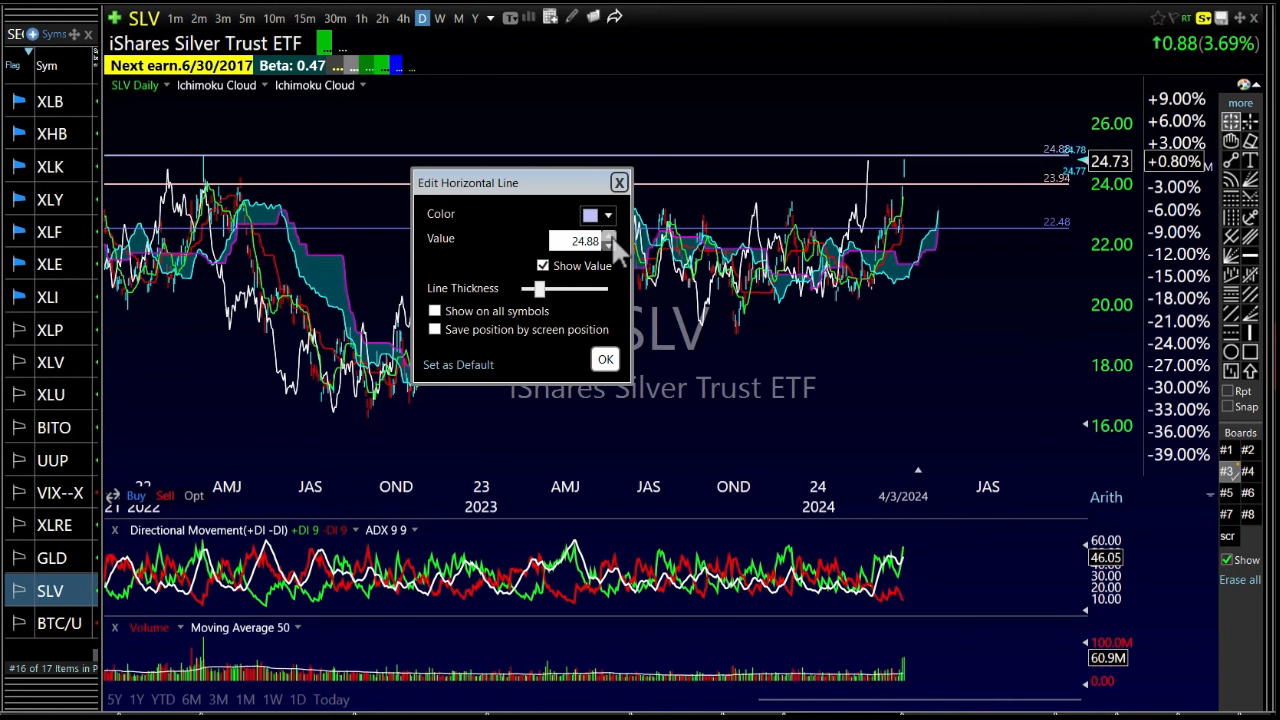 SLV 1m 2m 3m 5m 10m 15m 30m 1h 2h 4h D W M Y
RT S
iShares Silver Trust ETF
0.88(3.69%)
Next earn.6/30/2017 Beta: 0.47
SLV Daily Ichimoku Cloud Ichimoku Cloud
Syms
Flag Sym
XLB
XHB
XLK
XLY
XLF
XLE
XLI
XLP
XLV
XLU
BITO
UUP
VIX--X
XLRE
GLD
SLV
BTC/U
#16 of 17 Items in P
Edit Horizontal Line
X
Color
Value 24.88
Show Value
Line Thickness
Show on all symbols
Save position by screen position
Set as Default OK
24.78
24.77
23.94
22.48
26.00
24.73
24.00
22.00
20.00
18.00
16.00
+9.00%
+6.00%
+3.00%
+0.80% M
-3.00%
-6.00%
-9.00%
-12.00%
-15.00%
-18.00%
-21.00%
-24.00%
-27.00%
-30.00%
-33.00%
-36.00%
-39.00%
SLV
iShares Silver Trust ETF
AMJ JAS OND 23 AMJ JAS OND 24 4/3/2024 JAS
2023 2024
Buy Sell Opt
Arith
X Directional Movement(+DI -DI) +DI 9 -DI 9 ADX 9 9
60.00
46.05
30.00
20.00
10.00
X Volume Moving Average 50
100.0M
60.9M
0.00
5Y 1Y YTD 6M 3M 1M 1W 1D Today
more
T
Rpt
Snap
Boards
#1 #2
#3 #4
#5 #6
#7 #8
scr
Show
Erase all